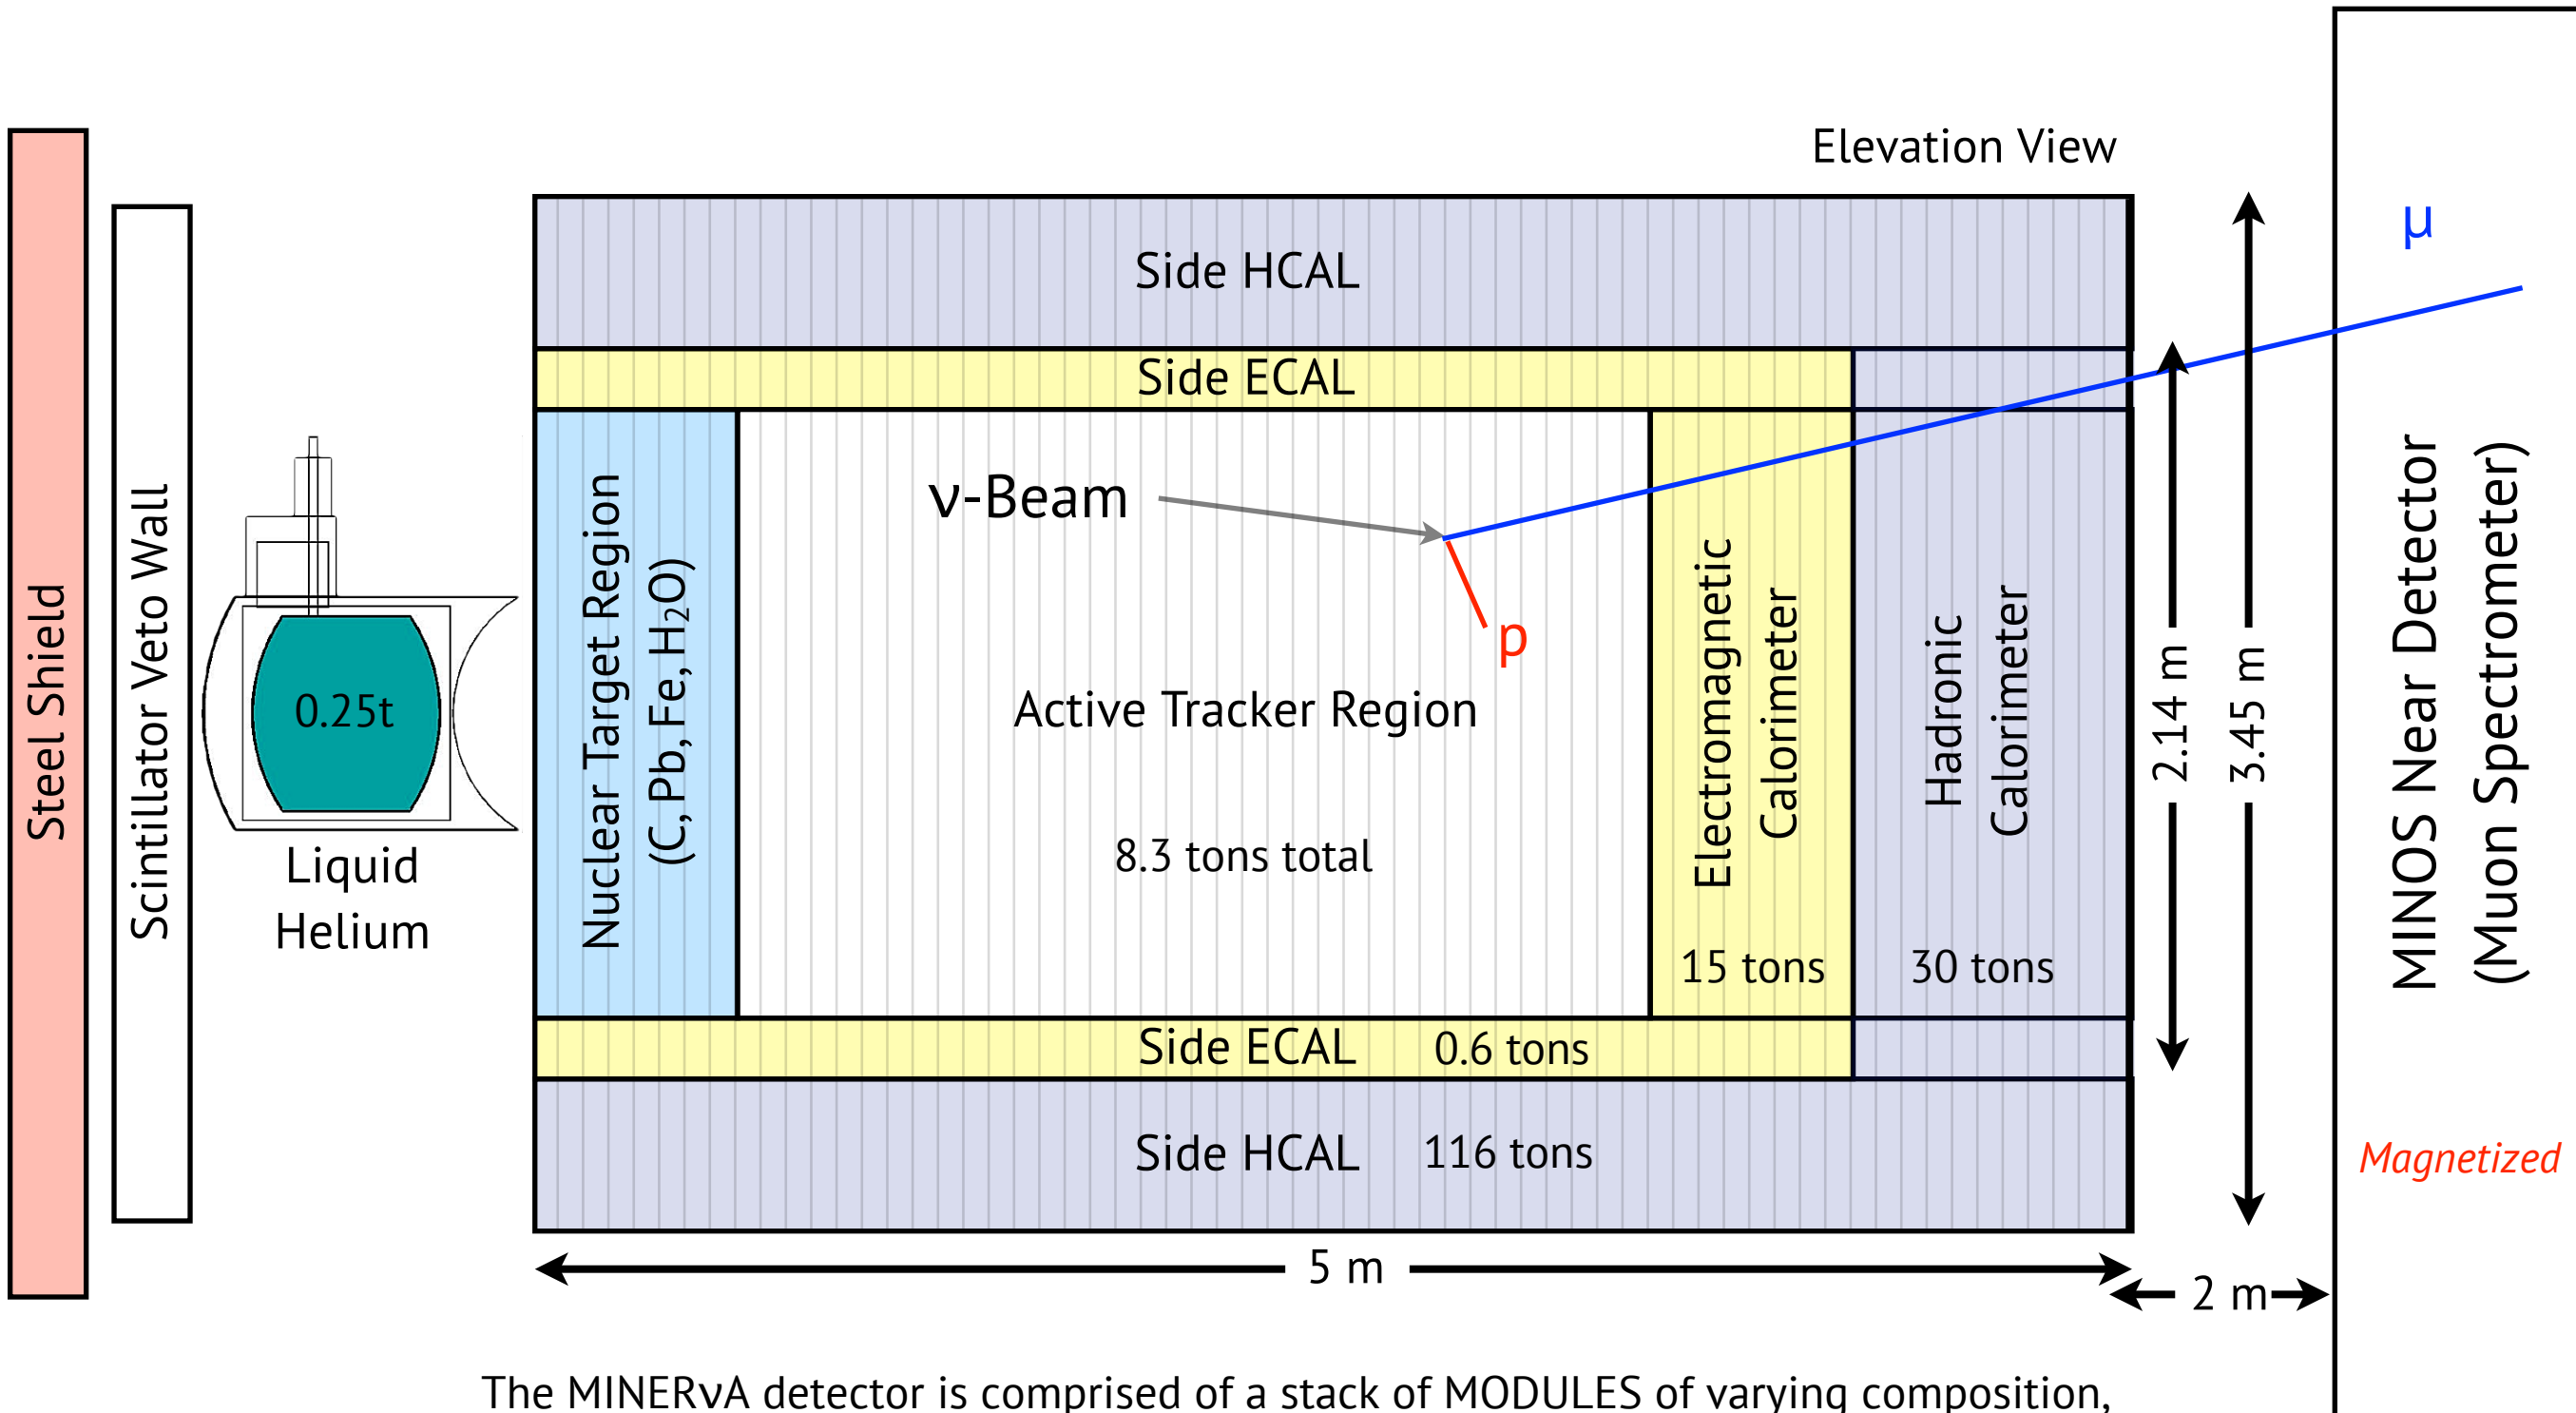 Elevation View
Steel Shield
Scintillator Veto Wall
0.25t
Liquid
Helium
Side HCAL
Side ECAL
Nuclear Target Region
(C, Pb, Fe, H₂O)
ν-Beam
μ
p
Active Tracker Region
8.3 tons total
Electromagnetic
Calorimeter
15 tons
Hadronic
Calorimeter
30 tons
Side ECAL 0.6 tons
Side HCAL 116 tons
2.14 m
3.45 m
MINOS Near Detector
(Muon Spectrometer)
Magnetized
5 m
2 m
The MINERνA detector is comprised of a stack of MODULES of varying composition,